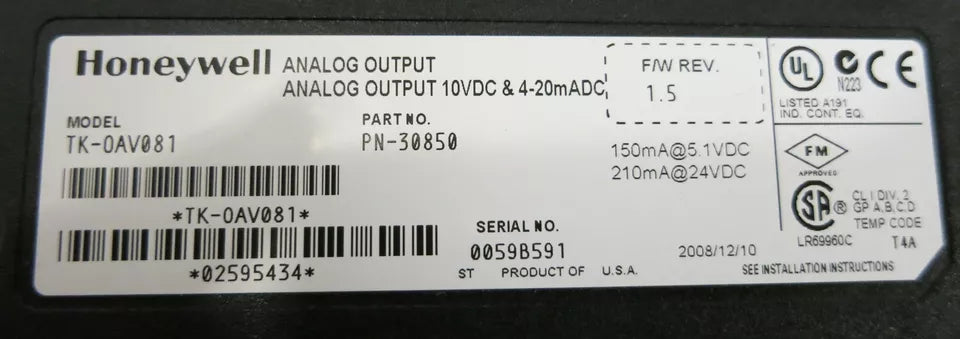 Honeywell ANALOG OUTPUT
ANALOG OUTPUT 10VDC & 4-20mADC
F/W REV.
1.5
MODEL
TK-OAV081
PART NO.
PN-30850
150mA@5.1VDC
210mA@24VDC
*TK-OAV081*
*02595434*
SERIAL NO.
0059B591
ST PRODUCT OF U.S.A.
2008/12/10
UL
N223
CE
LISTED A191
IND. CONT. EQ.
FM
APPROVED
SA ®
CL I DIV. 2
GP A,B,C,D
TEMP CODE
LR69960C T4A
SEE INSTALLATION INSTRUCTIONS